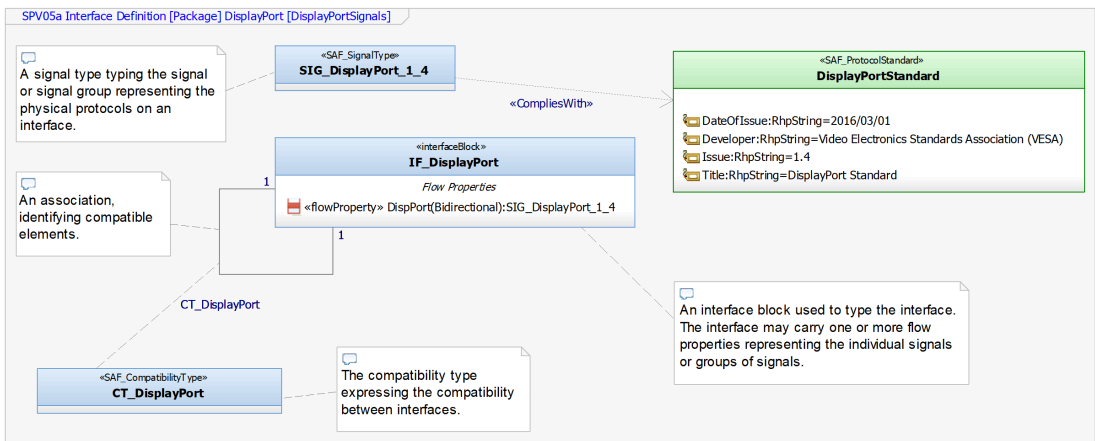 SPV05a Interface Definition [Package] DisplayPort [DisplayPortSignals]
A signal type typing the signal
or signal group representing the
physical protocols on an
interface.
«SAF_SignalType»
SIG_DisplayPort_1_4
«CompliesWith»
«SAF_ProtocolStandard»
DisplayPortStandard
DateOfIssue:RhpString=2016/03/01
Developer:RhpString=Video Electronics Standards Association (VESA)
Issue:RhpString=1.4
Title:RhpString=DisplayPort Standard
«interfaceBlock»
IF_DisplayPort
Flow Properties
«flowProperty» DispPort(Bidirectional):SIG_DisplayPort_1_4
An association,
identifying compatible
elements.
1
1
CT_DisplayPort
An interface block used to type the interface.
The interface may carry one or more flow
properties representing the individual signals
or groups of signals.
«SAF_CompatibilityType»
CT_DisplayPort
The compatibility type
expressing the compatibility
between interfaces.